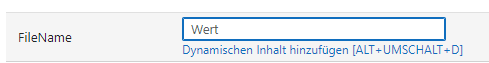 FileName
Wert
Dynamischen Inhalt hinzufügen [ALT+UMSCHALT+D]